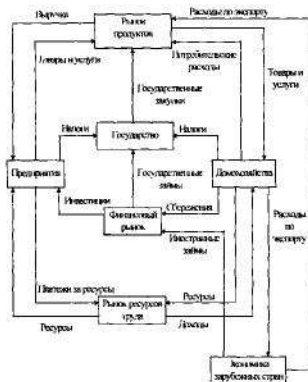 Выручка
Рынок
продуктов
Расходы по экспорту
Товары и услуги
Потребительские
расходы
Товары и
услуги
Государственные
закупки
Налоги
Государство
Налоги
Предприятия
Государственные
займы
Домохозяйства
Инвестиции
Сбережения
Финансовый
рынок
Иностранные
займы
Расходы
по
экспорту
Платежи за ресурсы
Рынок ресурсов
труда
Ресурсы
Ресурсы
Доходы
Экономика
зарубежных стран